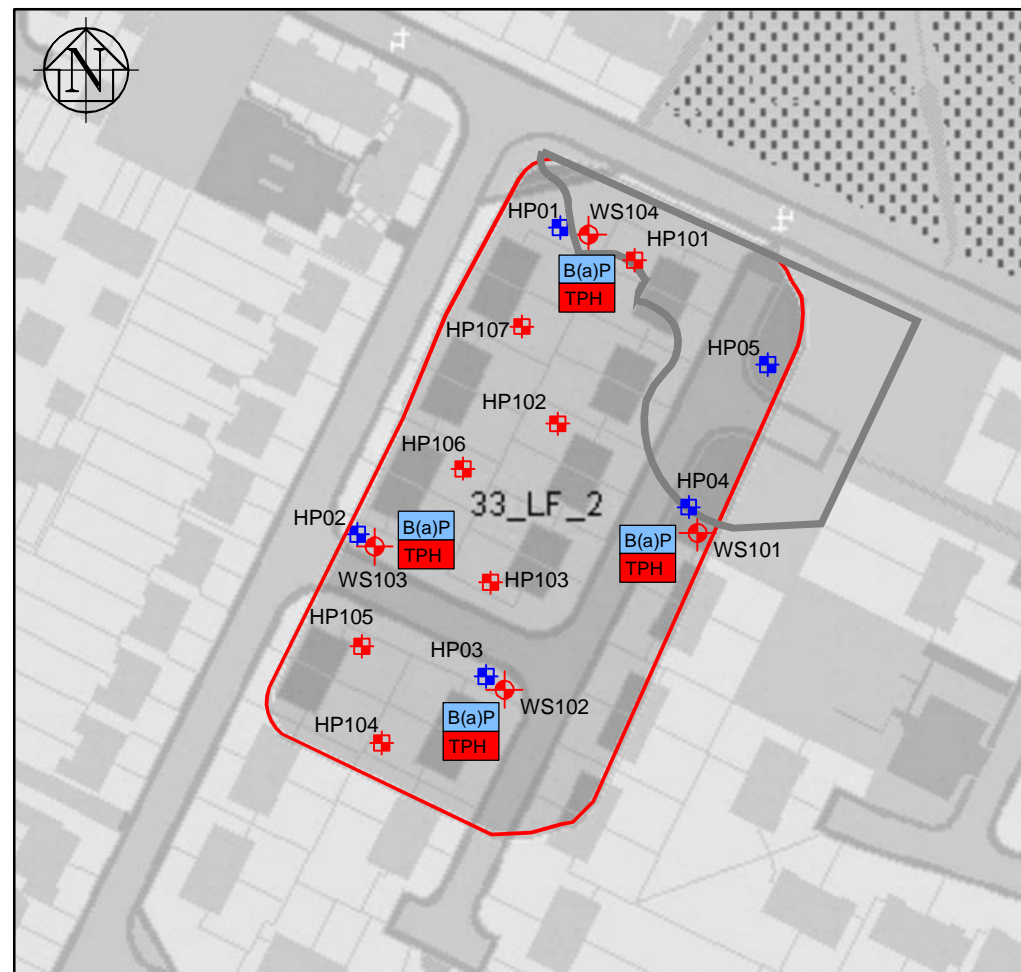 N
HP01
WS104
HP101
B(a)P
TPH
HP107
HP05
HP102
HP106
33_LF_2
HP04
HP02
B(a)P
TPH
B(a)P
TPH
WS101
WS103
HP103
HP105
HP03
WS102
B(a)P
TPH
HP104